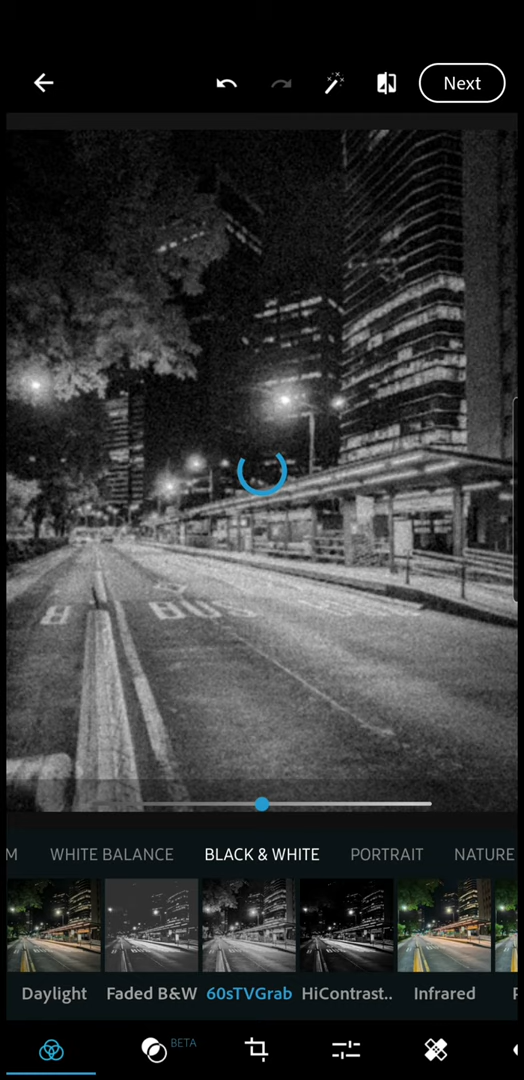 Next
BUS
M WHITE BALANCE BLACK & WHITE PORTRAIT NATURE
Daylight Faded B&W 60sTVGrab HiContrast.. Infrared
BETA